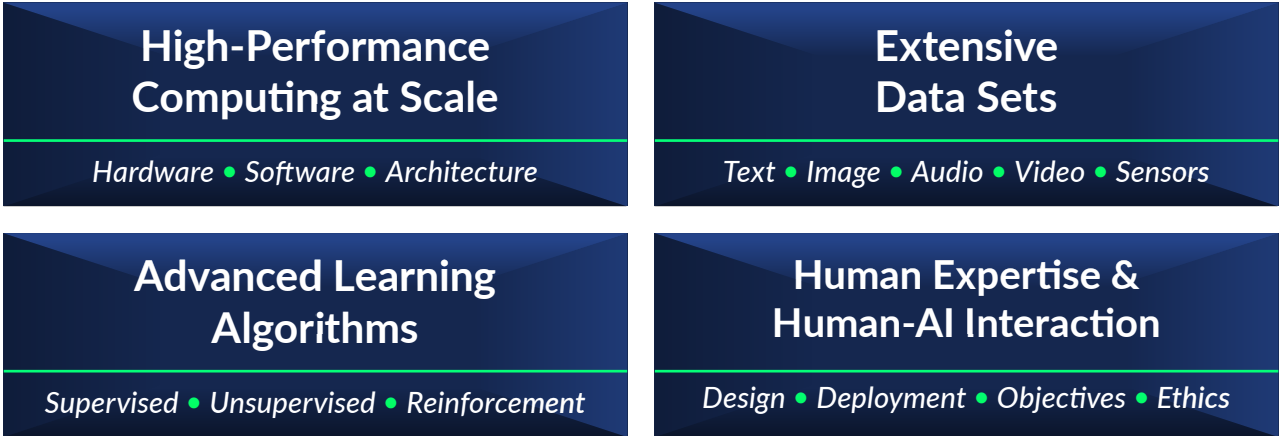 High-Performance
Computing at Scale
Hardware • Software • Architecture
Extensive
Data Sets
Text • Image • Audio • Video • Sensors
Advanced Learning
Algorithms
Supervised • Unsupervised • Reinforcement
Human Expertise &
Human-AI Interaction
Design • Deployment • Objectives • Ethics